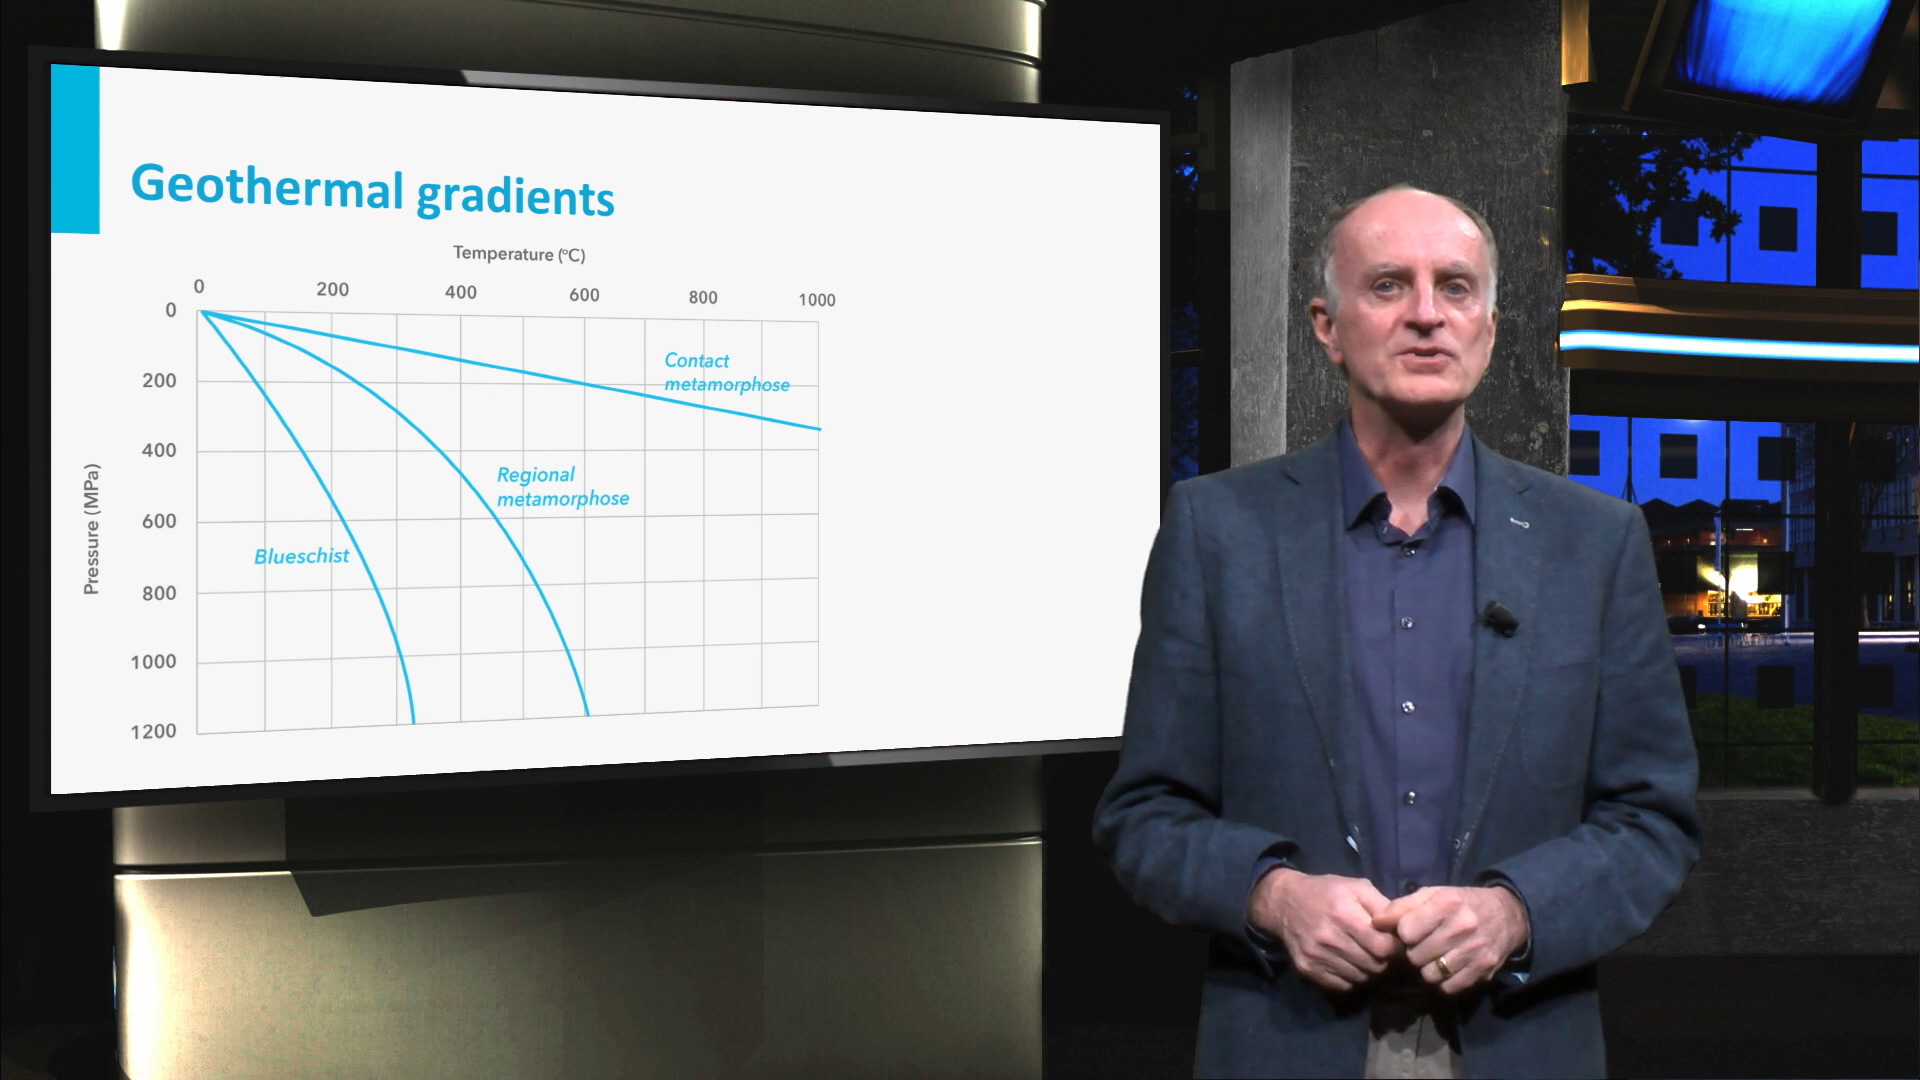 Geothermal gradients
Temperature (ºC)
0
200
400
600
800
1000
0
200
400
600
800
1000
1200
Pressure (MPa)
Contact
metamorphose
Regional
metamorphose
Blueschist